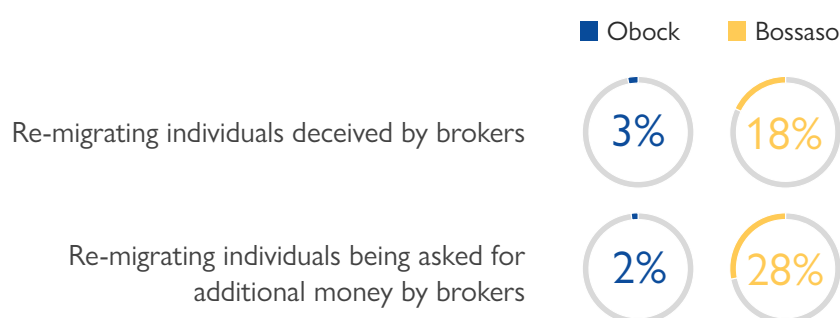 Obock Bossaso
Re-migrating individuals deceived by brokers 3% 18%
Re-migrating individuals being asked for
additional money by brokers 2% 28%